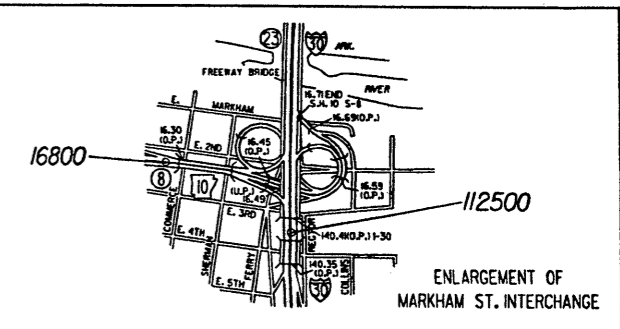 23
30
ARK.
FREEWAY BRIDGE
RIVER
16.71 END
S.H. 10 S-8
E. MARKHAM
16.69(O.P.)
16.30
(O.P.)
E. 2ND
16.45
(O.P.)
16800
8
10
(U.P.)
16.49
16.59
(O.P.)
112500
COMMERCE
E. 3RD
RECTOR
140.41(O.P.) I-30
E. 4TH
SHERMAN
FERRY
140.35
(O.P.)
COLLINS
E. 5TH
30
ENLARGEMENT OF
MARKHAM ST. INTERCHANGE